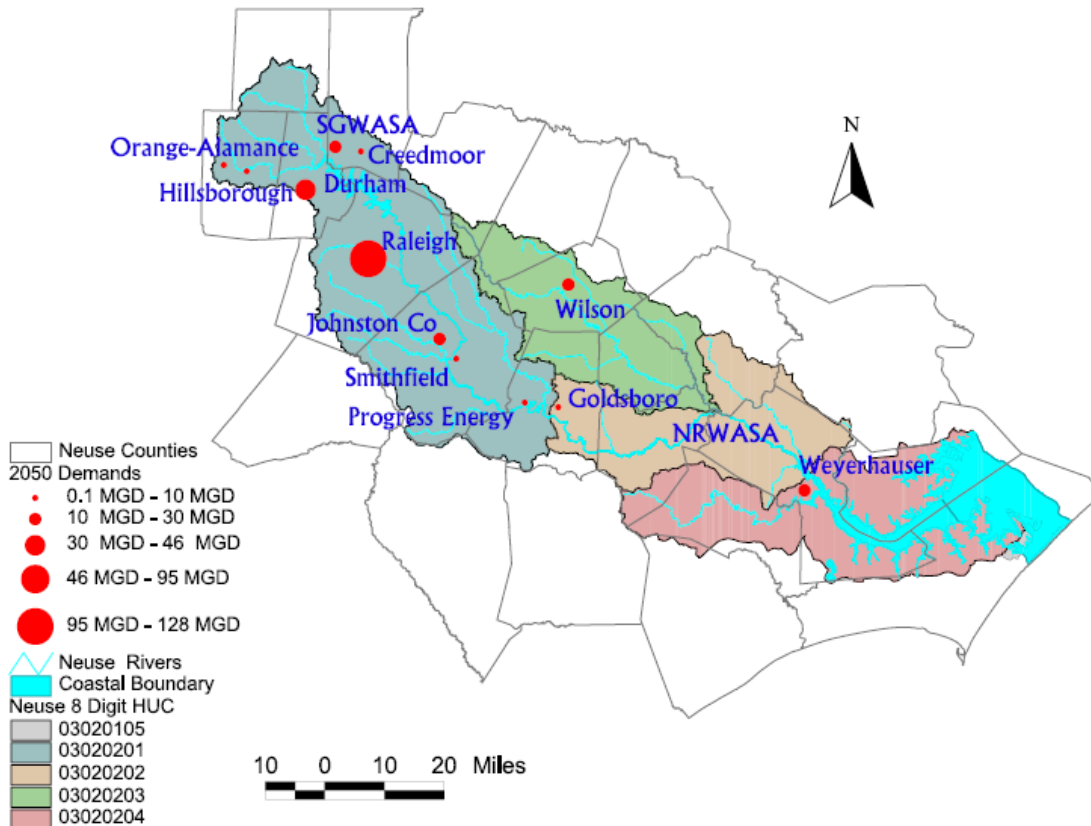 N
SGWASA
Orange-Alamance
Creedmoor
Hillsborough
Durham
Raleigh
Wilson
Johnston Co
Smithfield
Progress Energy
Goldsboro
NRWASA
Weyerhauser
Neuse Counties
2050 Demands
0.1 MGD - 10 MGD
10 MGD - 30 MGD
30 MGD - 46 MGD
46 MGD - 95 MGD
95 MGD - 128 MGD
Neuse Rivers
Coastal Boundary
Neuse 8 Digit HUC
03020105
03020201
03020202
03020203
03020204
10 0 10 20 Miles